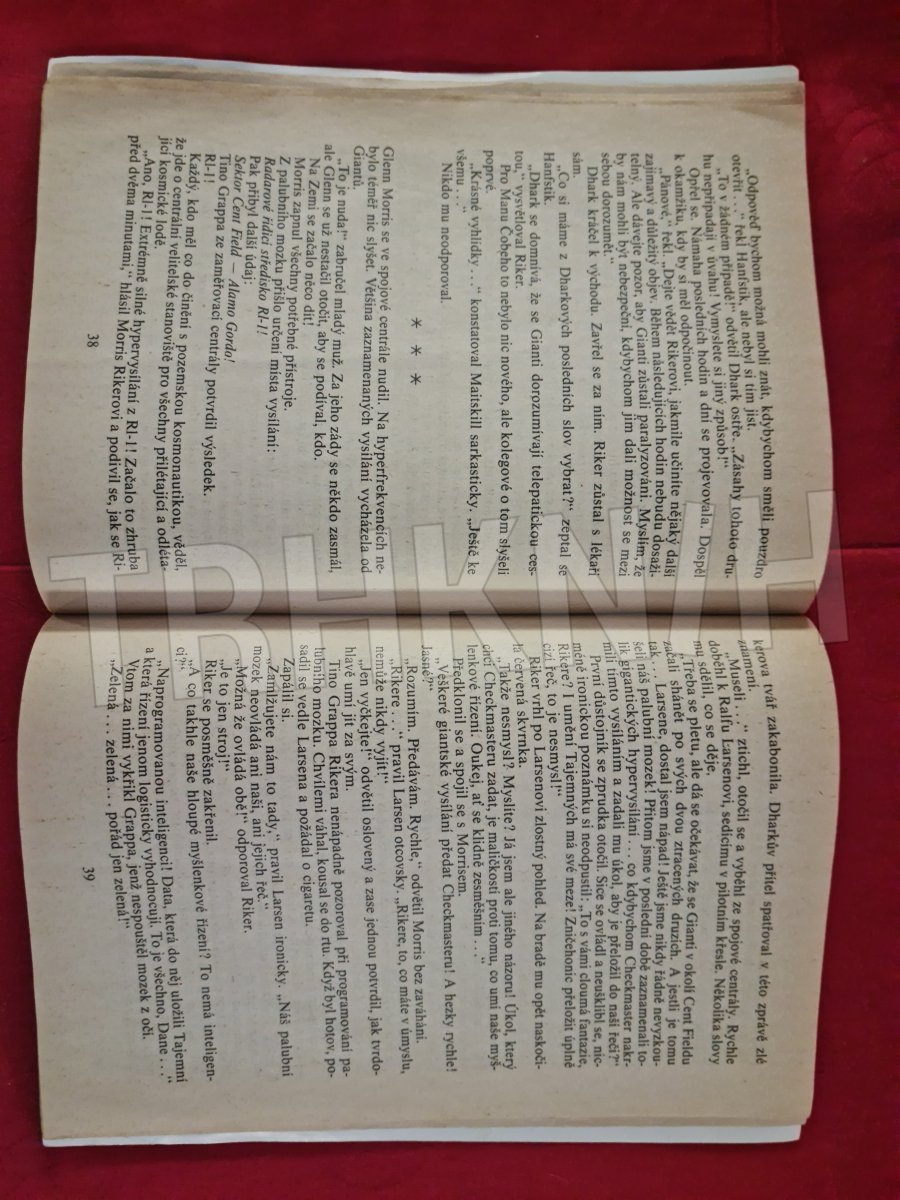 „Odpověď bychom možná mohli znát, kdybychom směli pouzdro
otevřít . . .“ řekl Hanfstik, ale nebyl si tím jist.
„To v žádném případě!“ odvětil Dhark ostře. „Zásahy tohoto dru-
hu nepřipadají v úvahu! Vymyslete si jiný způsob!“
Opřel se. Námaha posledních hodin a dní se projevovala. Dospěl
k okamžiku, kdy by si měl odpočinout.
„Pánové,“ řekl. „Dejte vědět Rikerovi, jakmile učiníte nějaký další
zajímavý a důležitý objev. Během následujících hodin nebudu dosaži-
telný. Ale dávejte pozor, aby Gianti zůstali paralyzováni. Myslím, že
by nám mohli být nebezpeční, kdybychom jim dali možnost se mezi
sebou dorozumět.“
Dhark kráčel k východu. Zavřel se za ním. Riker zůstal s lékaři
sám.
„Co si máme z Dharkových posledních slov vybrat?“ zeptal se
Hanfstik.
„Dhark se domnívá, že se Gianti dorozumívají telepatickou ces-
tou,“ vysvětloval Riker.
Pro Manu Čobeho to nebylo nic nového, ale kolegové o tom slyšeli
poprvé.
„Krásné vyhlídky . . .“ konstatoval Maitskill sarkasticky. „Ještě ke
všemu . . .“
Nikdo mu neodporoval.
* * *
Glenn Morris se ve spojové centrále nudil. Na hyperfrekvenčích ne-
bylo téměř nic slyšet. Většina zaznamenaných vysílání vycházela od
Giantů.
„To je nuda!“ zabručel mladý muž. Za jeho zády se někdo zasmál,
ale Glenn se už nestačil otočit, aby se podíval, kdo.
Na Zemi se začalo něco dít!
Morris zapnul všechny potřebné přístroje.
Z palubního mozku přišlo určení místa vysílání:
Radarové řídící středisko Rl-1!
Pak přibyl další údaj:
Sektor Cent Field — Alamo Gordo!
Tino Grappa ze zaměřovací centrály potvrdil výsledek.
Rl-1!
Každý, kdo měl co do činění s pozemskou kosmonautikou, věděl,
že jde o centrální velitelské stanoviště pro všechny přilétající a odléta-
jící kosmické lodě.
„Ano, Rl-1! Extrémně silné hypervysílání z Rl-1! Začalo to zhruba
před dvěma minutami,“ hlásil Morris Rikerovi a podivil se, jak se Ri-
38
kerova tvář zakabonila. Dharkův přítel spatřoval v této zprávě zlé
znamení.
„Museli . . .“ ztichl, otočil se a vyběhl ze spojové centrály. Rychle
doběhl k Ralfu Larsenovi, sedícímu v pilotním křesle. Několika slovy
mu sdělil, co se děje.
„Třeba se pletu, ale dá se očekávat, že se Gianti v okolí Cent Fieldu
začali shánět po svých dvou ztracených druzích. A jestli je tomu
tak . . . Larsene, dostal jsem nápad! Ještě jsme nikdy řádně nevyzkou-
šeli náš palubní mozek! Přitom jsme v poslední době zaznamenali to-
lik gigantických hypervysílání . . . co kdybychom Checkmaster nakr-
mili tímto vysíláním a zadali mu úkol, aby je přeložil do naší řeči?“
První důstojník se zprudka otočil. Sice se ovládl a neušklíbl se, nic-
méně ironickou poznámku si neodpustil: „To s vámi cloumá fantazie,
Rikere? I umění Tajemných má své meze! Zničehonic přeložit úplně
cizí řeč, to je nesmysl!“
Riker vrhl po Larsenovi zlostný pohled. Na bradě mu opět naskoči-
la červená skvrnka.
„Takže nesmysl? Myslíte? Já jsem ale jiného názoru! Úkol, který
chci Checkmasteru zadat, je maličkostí proti tomu, co umí naše myš-
lenkové řízení. Oukej, ať se klidně zesměšním . . .“
Předklonil se a spojil se s Morrisem.
„Veškeré giantské vysílání předat Checkmasteru! A hezky rychle!
Jasné?“
„Rozumím. Předávám. Rychle,“ odvětil Morris bez zaváhání.
„Rikere . . .“ pravil Larsen otcovsky. „Rikere, to, co máte v úmyslu,
nemůže nikdy vyjít!“
„Jen vyčkejte!“ odvětil oslovený a zase jednou potvrdil, jak tvrdo-
hlavě umí jít za svým.
Tino Grappa Rikera nenápadně pozoroval při programování pa-
lubního mozku. Chvílemi váhal, kousal se do rtu. Když byl hotov, po-
sadil se vedle Larsena a požádal o cigaretu.
Zapálil si.
„Zamilujete nám to tady,“ pravil Larsen ironicky. „Náš palubní
mozek neovládá ani naši, ani jejich řeč.“
„Možná že ovládá obě!“ odporoval Riker.
„Je to jen stroj!“
Riker se posměšně zakřenil.
„A co takhle naše hloupé myšlenkové řízení? To nemá inteligen-
ci?“
„Naprogramovanou inteligenci! Data, která do něj uložili Tajemní
a která řízení jenom logisticky vyhodnocují. To je všechno, Dane . . .“
Vtom za nimi vykřikl Grappa, jenž nespouštěl mozek z očí.
„Zelená . . . zelená . . . pořád jen zelená!“
39